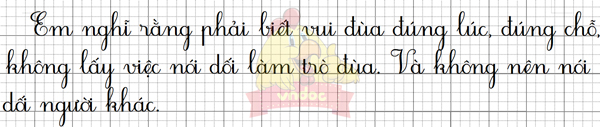 Em nghĩ rằng phải biết vui đùa đúng lúc, đúng chỗ,
không lấy việc nói dối làm trò đùa. Và không nên nói
dối người khác.
vndoc